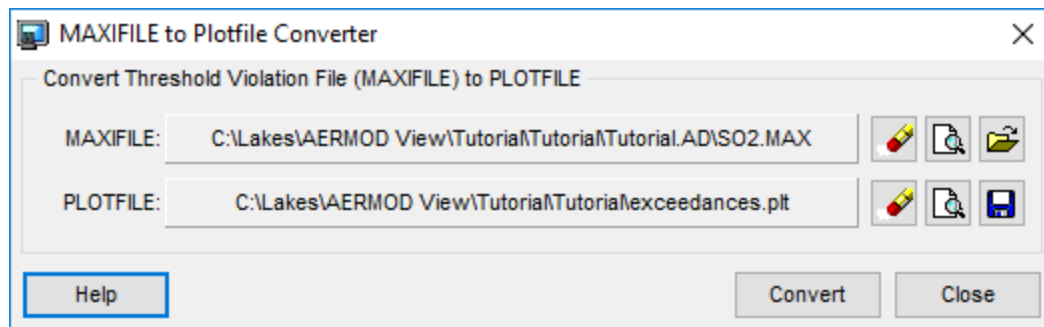 MAXIFILE to Plotfile Converter
Convert Threshold Violation File (MAXIFILE) to PLOTFILE
MAXIFILE: C:\Lakes\AERMOD View\Tutorial\Tutorial\Tutorial.AD\SO2.MAX
PLOTFILE: C:\Lakes\AERMOD View\Tutorial\Tutorial\exceedances.plt
Help Convert Close